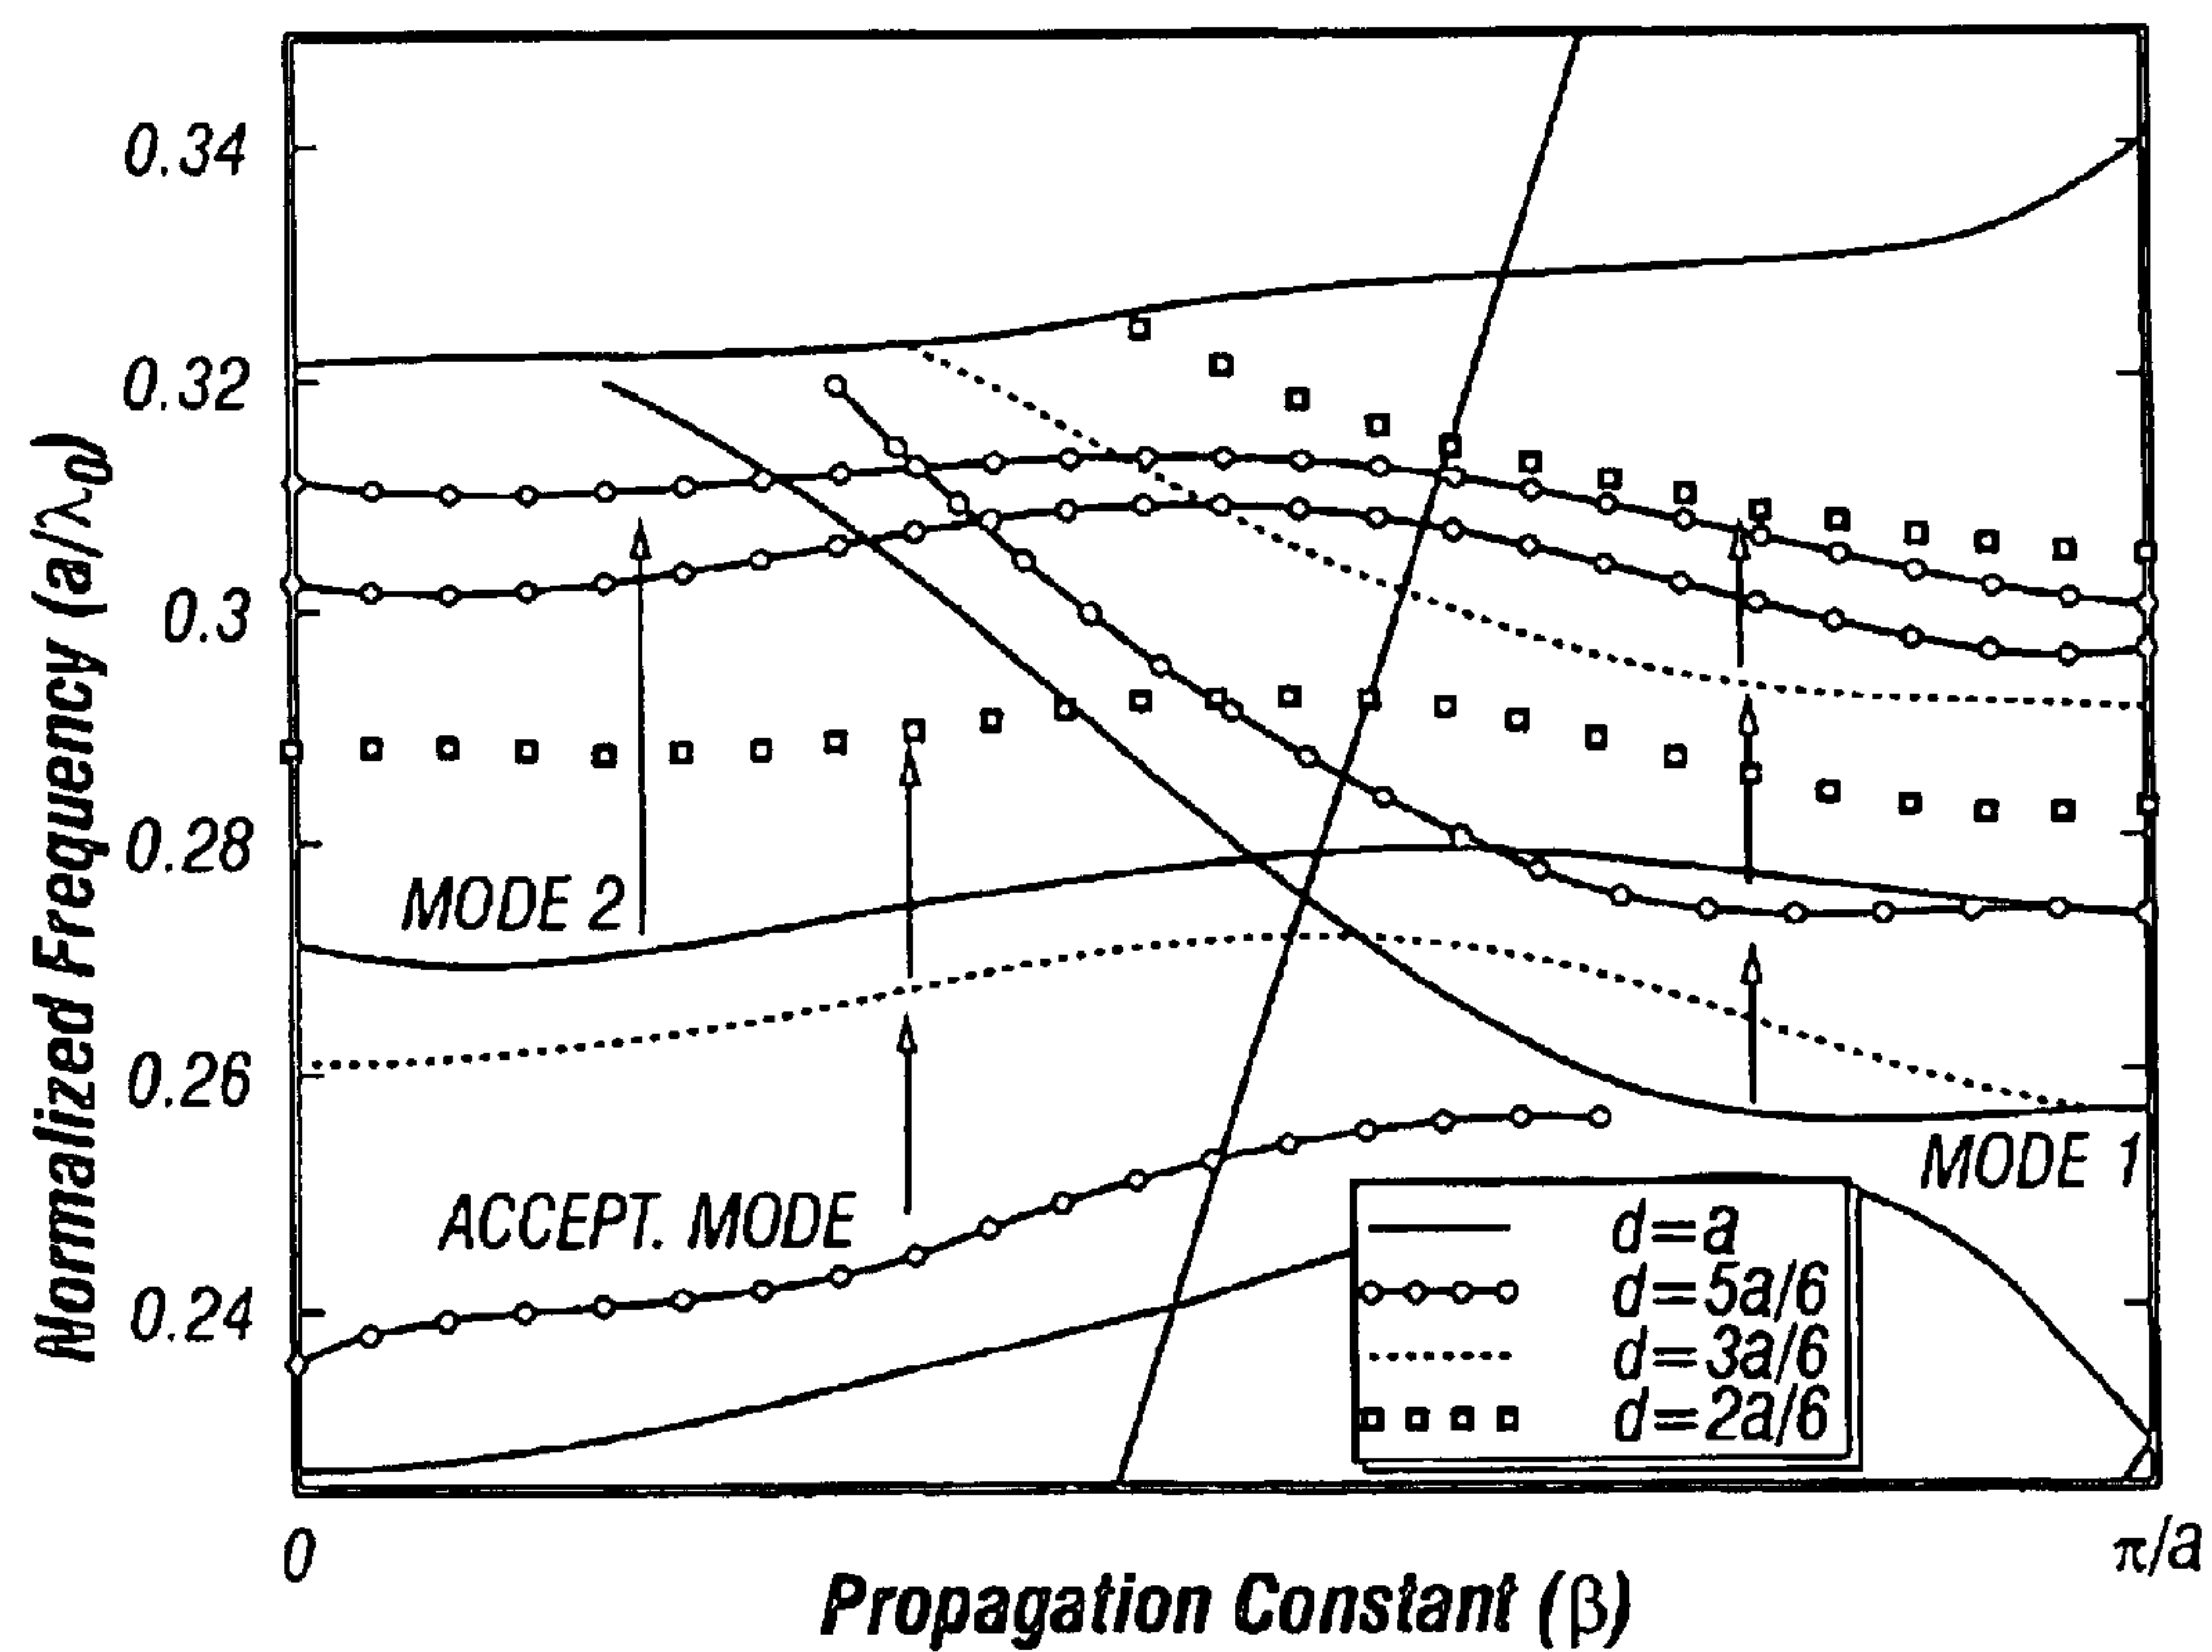 0.34
0.32
0.3
0.28
0.26
0.24
Normalized Frequency (a/λ0)
MODE 2
ACCEPT. MODE
MODE 1
d=a
d=5a/6
d=3a/6
d=2a/6
0
π/a
Propagation Constant (β)